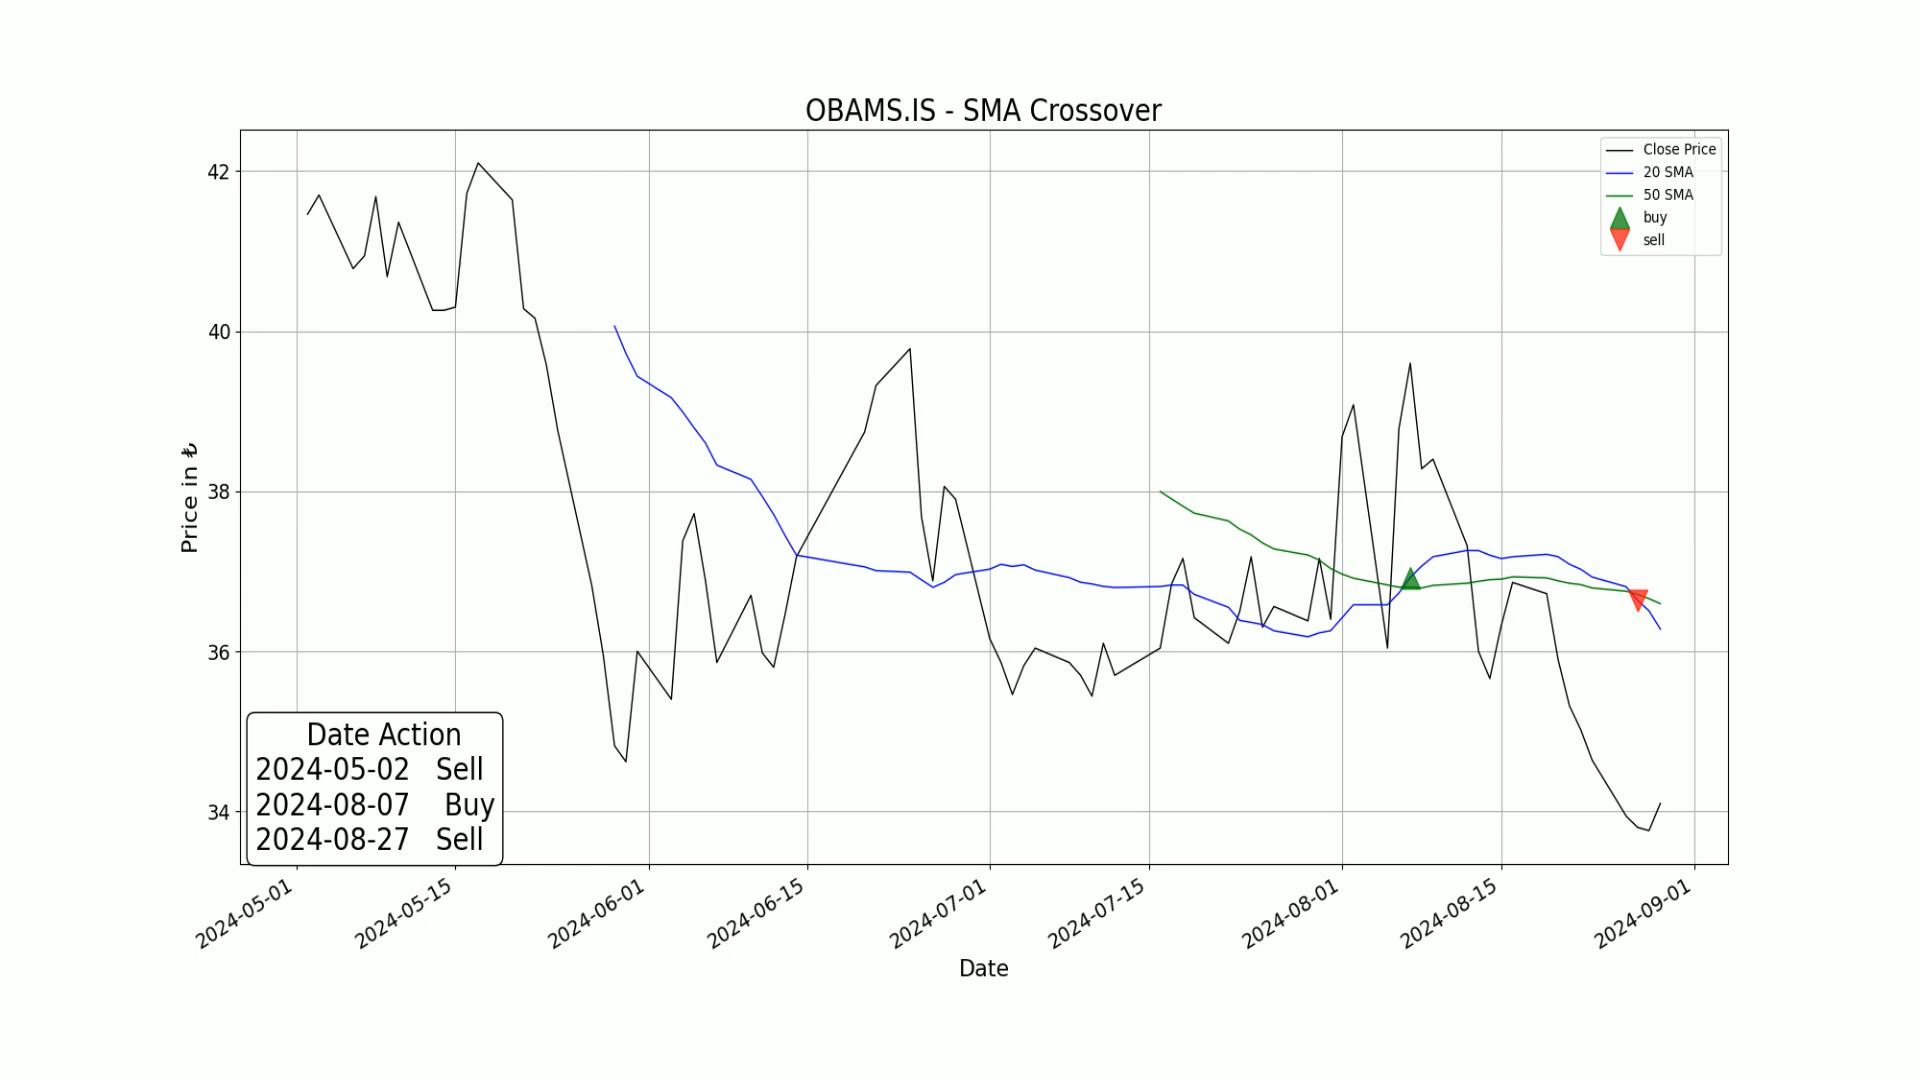 OBAMS.IS - SMA Crossover
Close Price
20 SMA
50 SMA
buy
sell
42
40
38
36
34
Price in ₺
Date Action
2024-05-02 Sell
2024-08-07 Buy
2024-08-27 Sell
2024-05-01
2024-05-15
2024-06-01
2024-06-15
2024-07-01
2024-07-15
2024-08-01
2024-08-15
2024-09-01
Date